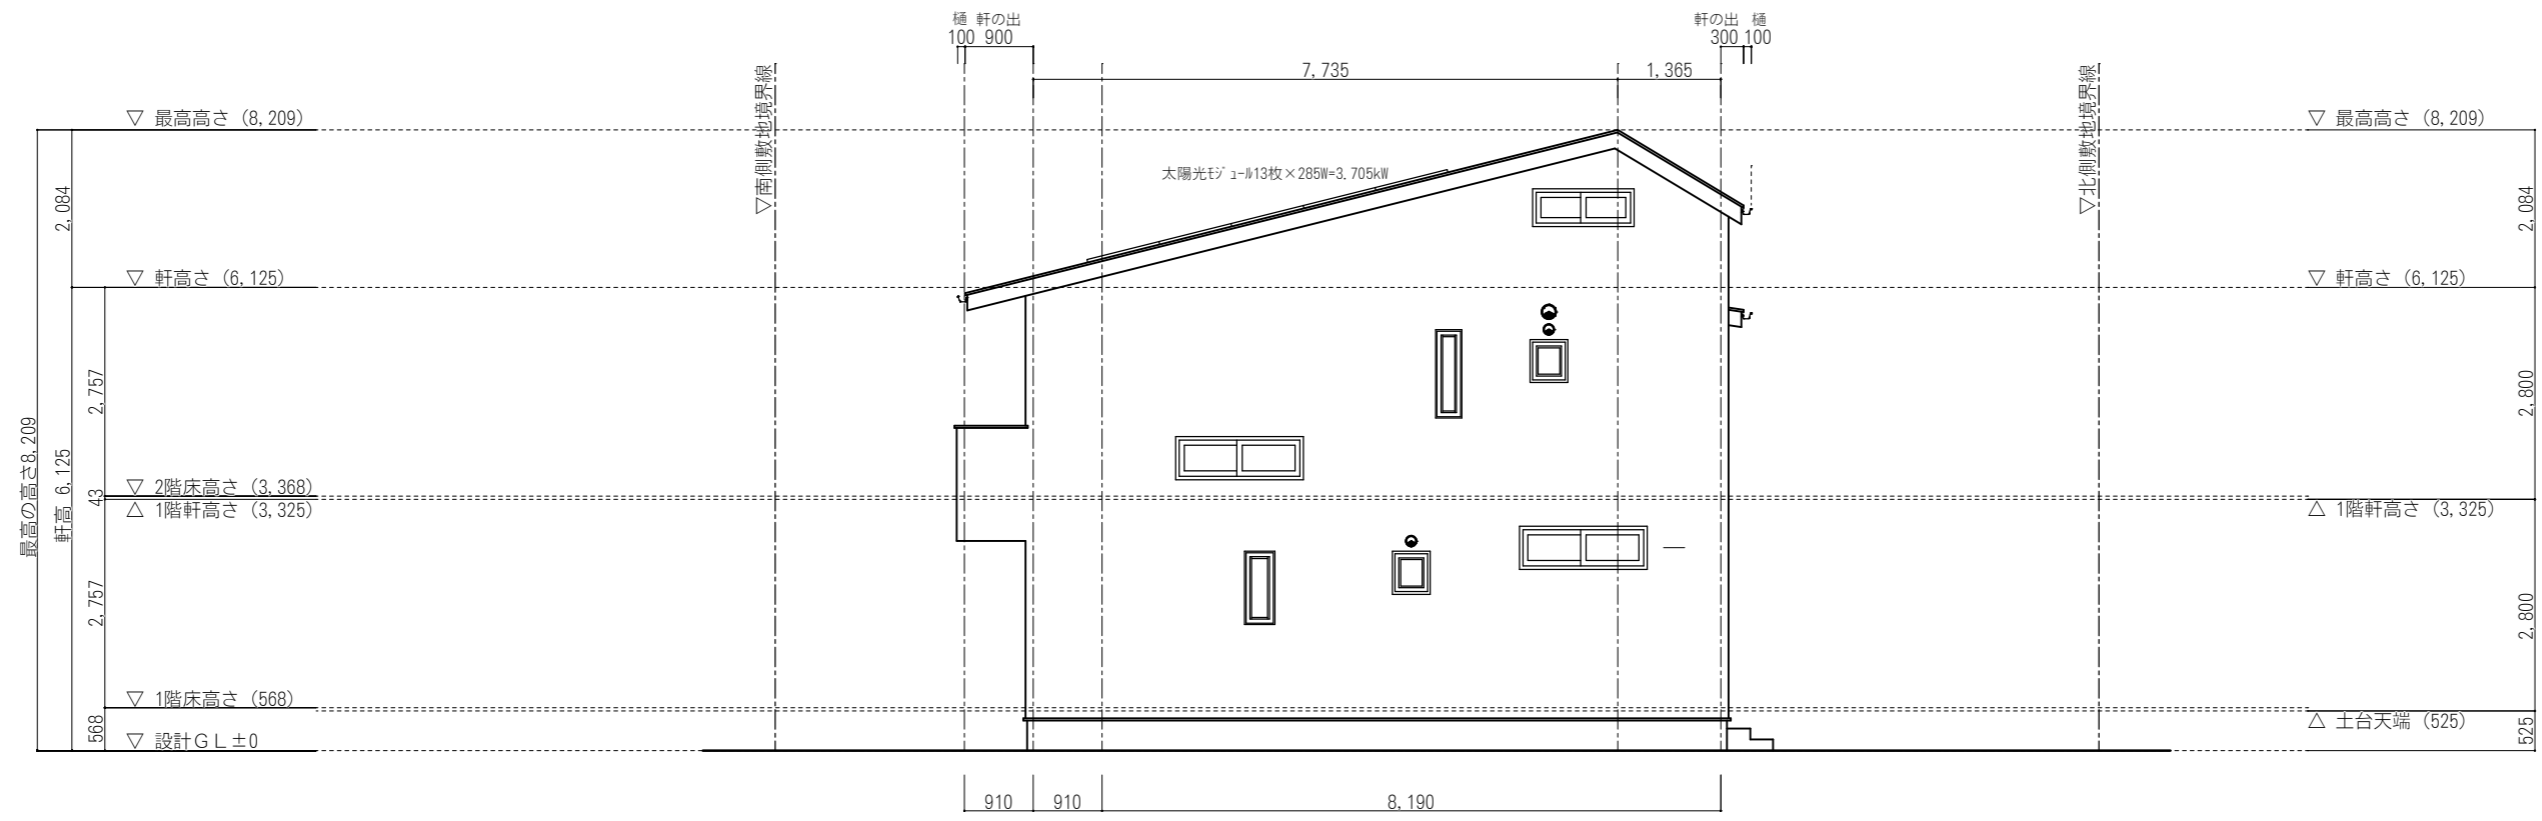 樋 軒の出
100 900
軒の出 樋
300 100
7,735
1,365
▽南側敷地境界線
▽北側敷地境界線
▽ 最高高さ (8,209)
▽ 最高高さ (8,209)
太陽光ﾓｼﾞｭｰﾙ13枚×285W=3.705kW
2,084
2,084
▽ 軒高さ (6,125)
▽ 軒高さ (6,125)
2,757
2,800
最高の高さ8,209
軒高 6,125
43
▽ 2階床高さ (3,368)
△ 1階軒高さ (3,325)
△ 1階軒高さ (3,325)
2,757
2,800
▽ 1階床高さ (568)
568
△ 土台天端 (525)
525
▽ 設計GL±0
910
910
8,190